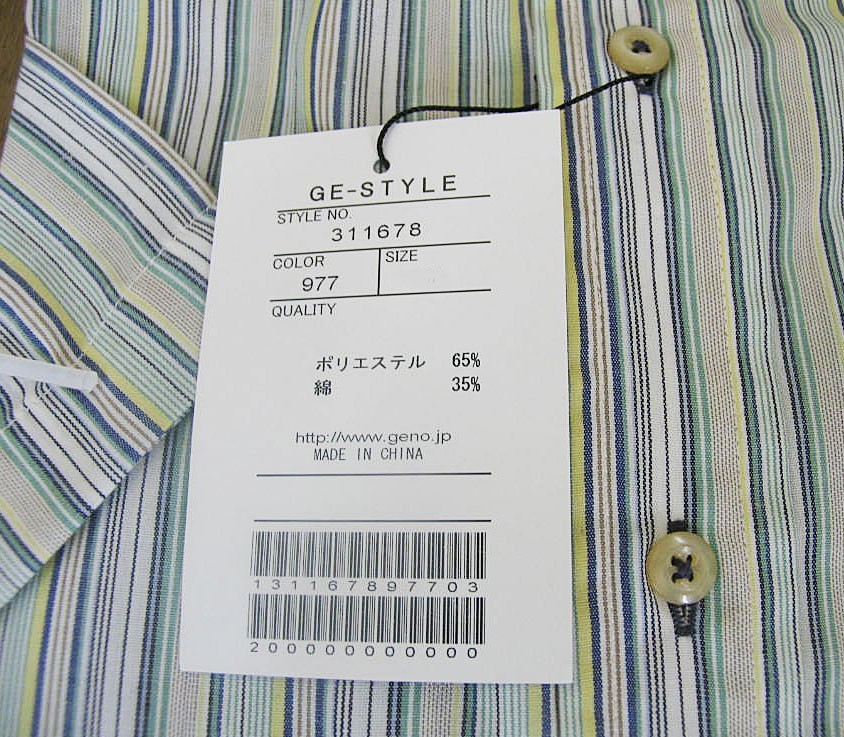 GE-STYLE
STYLE NO.
311678
COLOR SIZE
977
QUALITY
ポリエステル 65%
綿 35%
http://www.geno.jp
MADE IN CHINA
131167897703
2000000000000